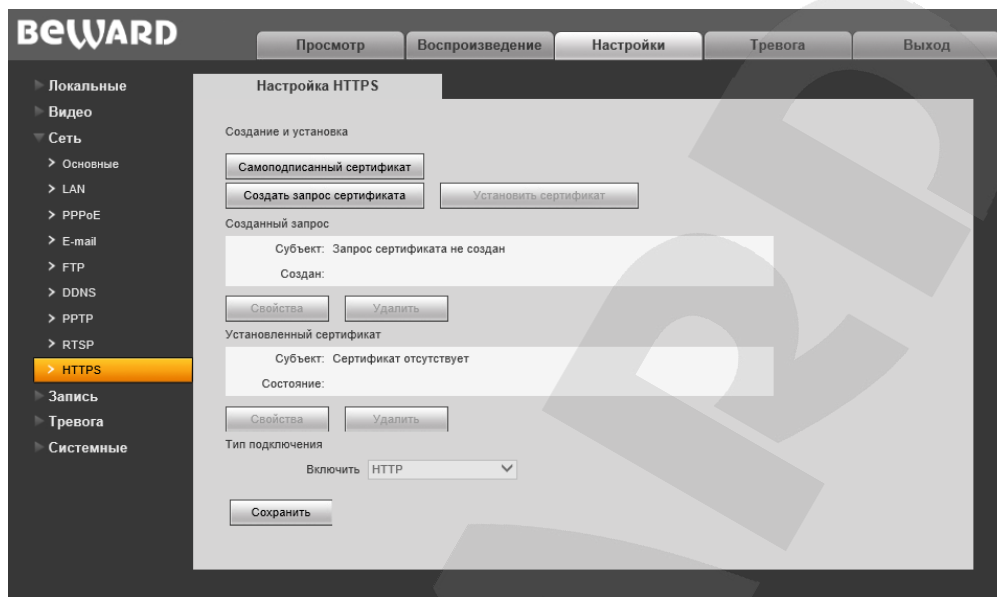 BEWARD
Просмотр Воспроизведение Настройки Тревога Выход
Локальные
Видео
Сеть
Основные
LAN
PPPoE
E-mail
FTP
DDNS
PPTP
RTSP
HTTPS
Запись
Тревога
Системные
Настройка HTTPS
Создание и установка
Самоподписанный сертификат
Создать запрос сертификата Установить сертификат
Созданный запрос
Субъект: Запрос сертификата не создан
Создан:
Свойства Удалить
Установленный сертификат
Субъект: Сертификат отсутствует
Состояние:
Свойства Удалить
Тип подключения
Включить HTTP
Сохранить